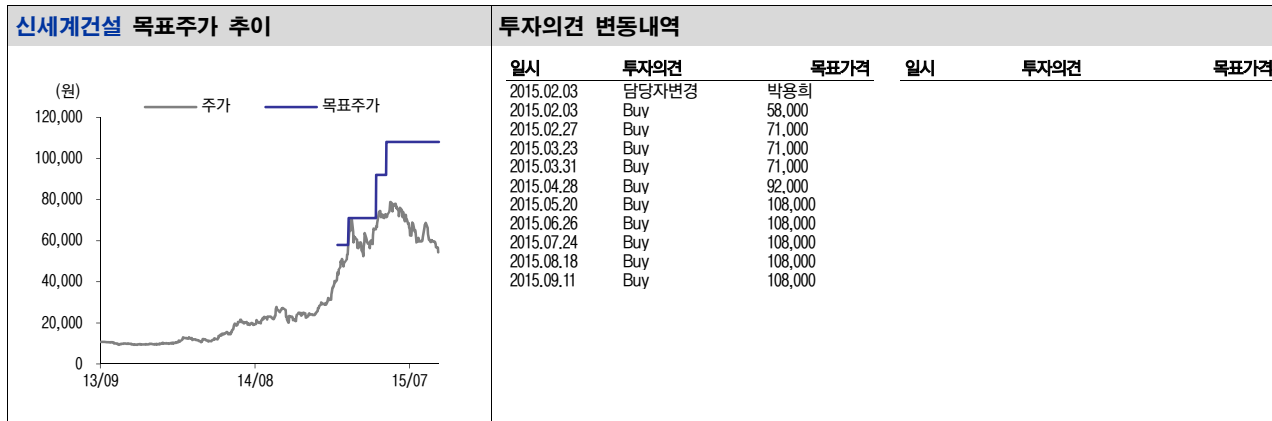 신세계건설 목표주가 추이
(원)
주가 목표주가
120,000
100,000
80,000
60,000
40,000
20,000
0
13/09 14/08 15/07
투자의견 변동내역
일시 투자의견 목표가격 일시 투자의견 목표가격
2015.02.03 담당자변경 박용희
2015.02.03 Buy 58,000
2015.02.27 Buy 71,000
2015.03.23 Buy 71,000
2015.03.31 Buy 71,000
2015.04.28 Buy 92,000
2015.05.20 Buy 108,000
2015.06.26 Buy 108,000
2015.07.24 Buy 108,000
2015.08.18 Buy 108,000
2015.09.11 Buy 108,000